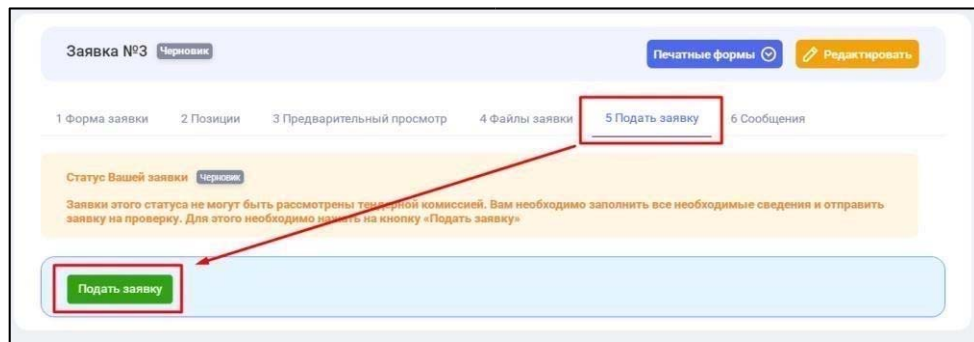 Заявка №3 Черновик Печатные формы Редактировать
1 Форма заявки 2 Позиции 3 Предварительный просмотр 4 Файлы заявки 5 Подать заявку 6 Сообщения
Статус Вашей заявки Черновик
Заявки этого статуса не могут быть рассмотрены тендерной комиссией. Вам необходимо заполнить все необходимые сведения и отправить
заявку на проверку. Для этого необходимо нажать на кнопку «Подать заявку»
Подать заявку